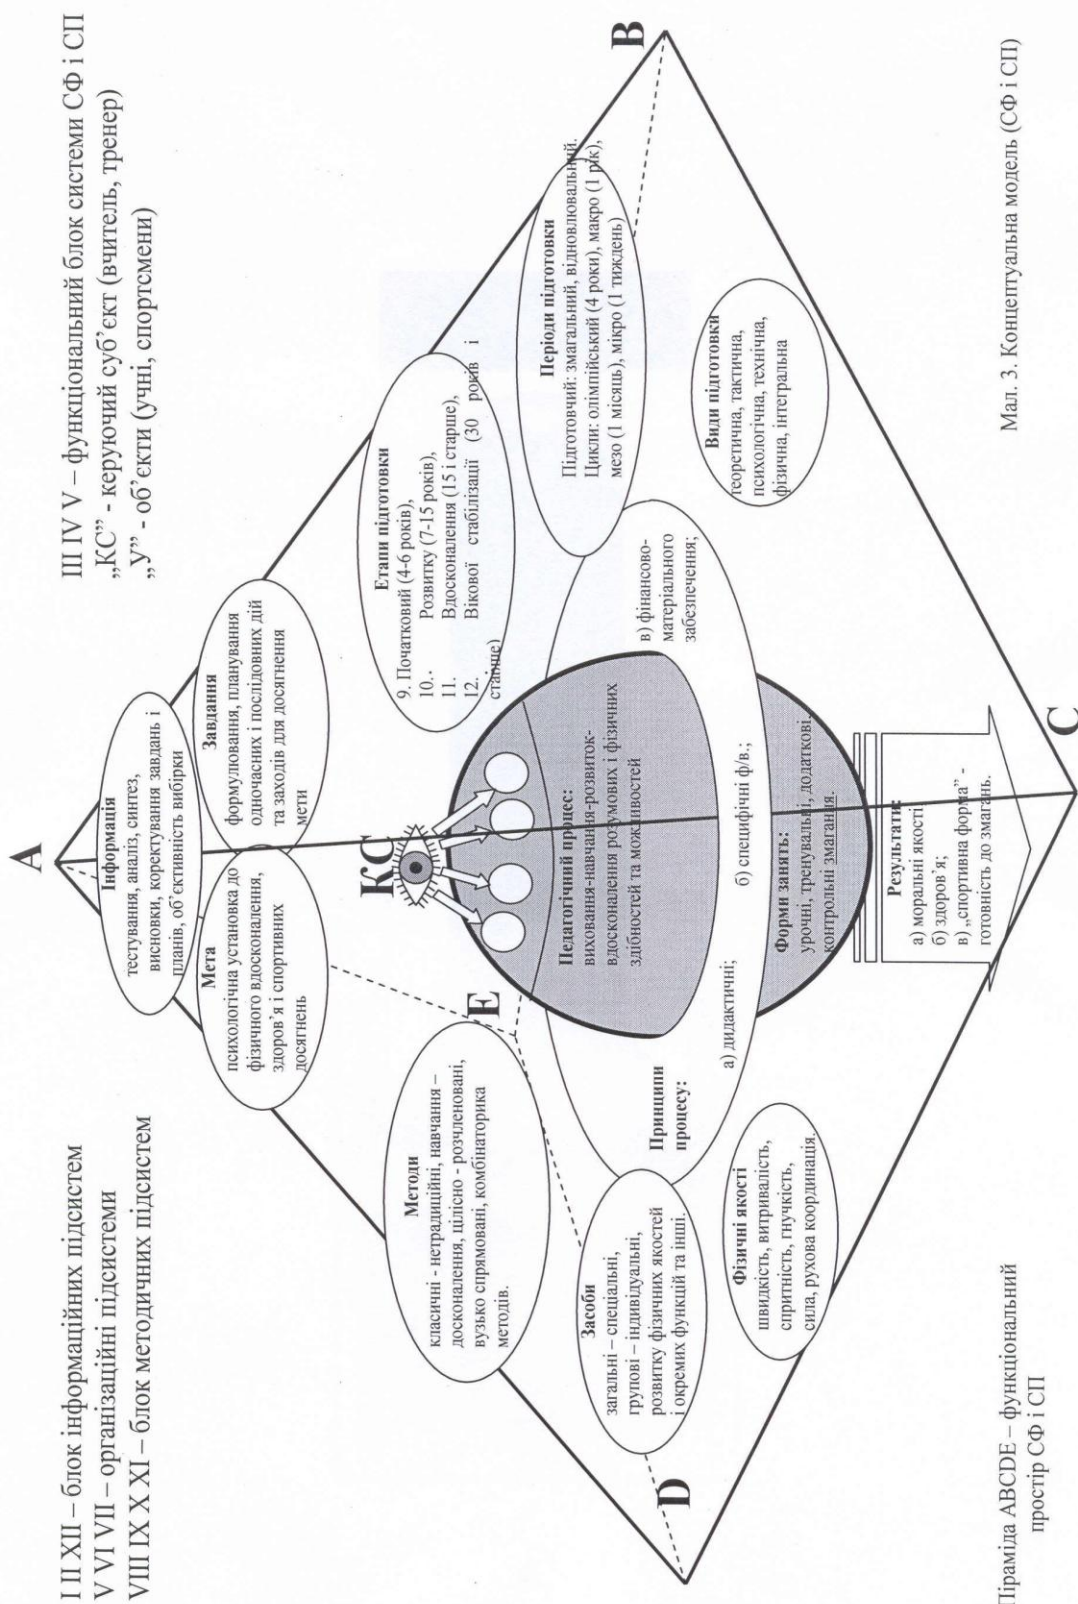 I II XII – блок інформаційних підсистем
V VI VII – організаційні підсистеми
VIII IX X XI – блок методичних підсистем
III IV V – функціональний блок системи СФ і СП
„КС” - керуючий суб’єкт (вчитель, тренер)
„У” - об’єкти (учні, спортсмени)
A
Інформація
тестування, аналіз, синтез,
висновки, коректування завдань і
планів, об’єктивність вибірки
Мета
психологічна установка до
фізичного вдосконалення,
здоров’я і спортивних
досягнень
Завдання
формулювання, планування
одночасних і послідовних дій
та заходів для досягнення
мети
КС
Методи
класичні - нетрадиційні, навчання –
досконалення, цілісно - розчленовані,
вузько спрямовані, комбінаторика
методів.
E
Етапи підготовки
9. Початковий (4-6 років),
10.- Розвитку (7-15 років),
11. Вдосконалення (15 і старше),
12. Вікової стабілізації (30 років і
старше)
Педагогічний процес:
виховання-навчання-розвиток-
вдосконалення розумових і фізичних
здібностей та можливостей
Періоди підготовки
Підготовчий: змагальний, відновлювальний.
Цикли: олімпійський (4 роки), макро (1 рік),
мезо (1 місяць), мікро (1 тиждень)
Засоби
загальні – спеціальні,
групові – індивідуальні,
розвитку фізичних якостей
і окремих функцій та інші.
Принципи
процесу:
а) дидактичні;
б) специфічні ф/в.;
в) фінансово-
матеріального
забезпечення;
D
B
Фізичні якості
швидкість, витривалість,
спритність, гнучкість,
сила, рухова координація.
Форми занять:
урочні, тренувальні, додаткові.
контрольні змагання.
Види підготовки
теоретична, тактична,
психологічна, технічна,
фізична, інтегральна
Результати:
а) моральні якості
б) здоров’я;
в) „спортивна форма” -
готовність до змагань.
C
Піраміда ABCDE – функціональний
простір СФ і СП
Мал. 3. Концептуальна модель (СФ і СП)